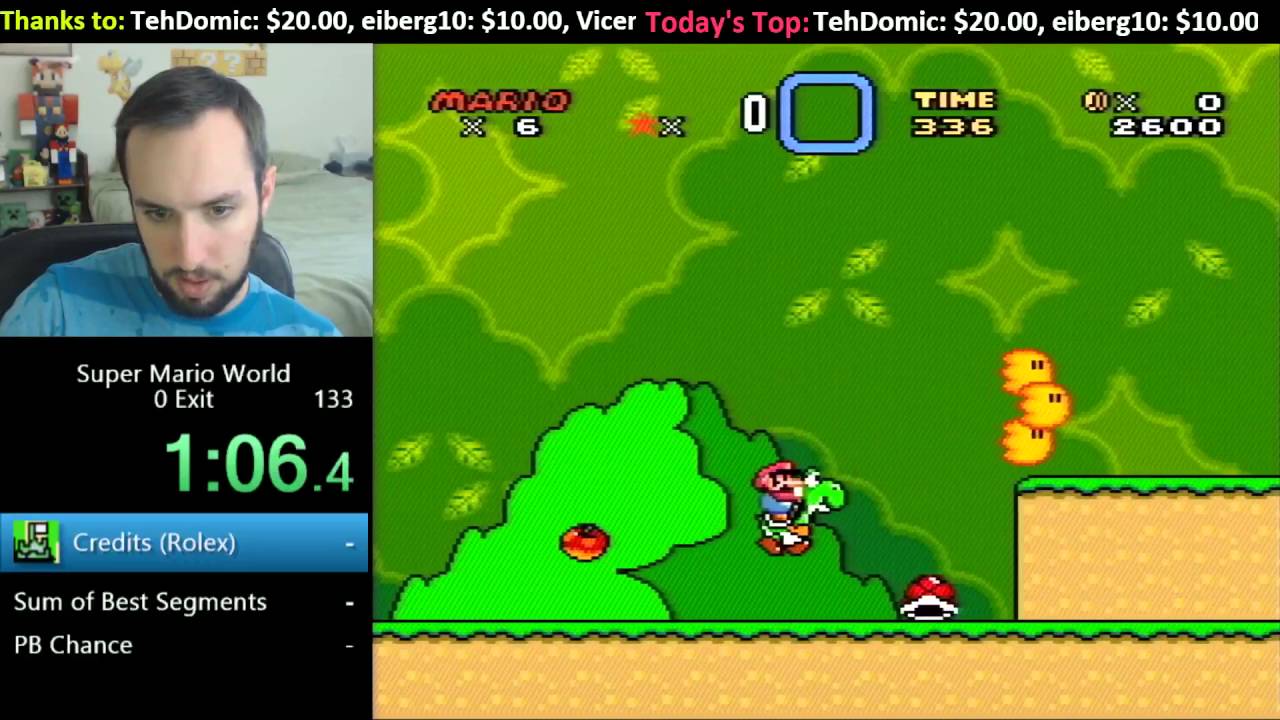 Thanks to: TehDomic: $20.00, eiberg10: $10.00, Vicer Today's Top: TehDomic: $20.00, eiberg10: $10.00
MARIO 0 TIME x 0
x 6 x 336 2600
Super Mario World
0 Exit 133
1:06.4
Credits (Rolex) -
Sum of Best Segments -
PB Chance -